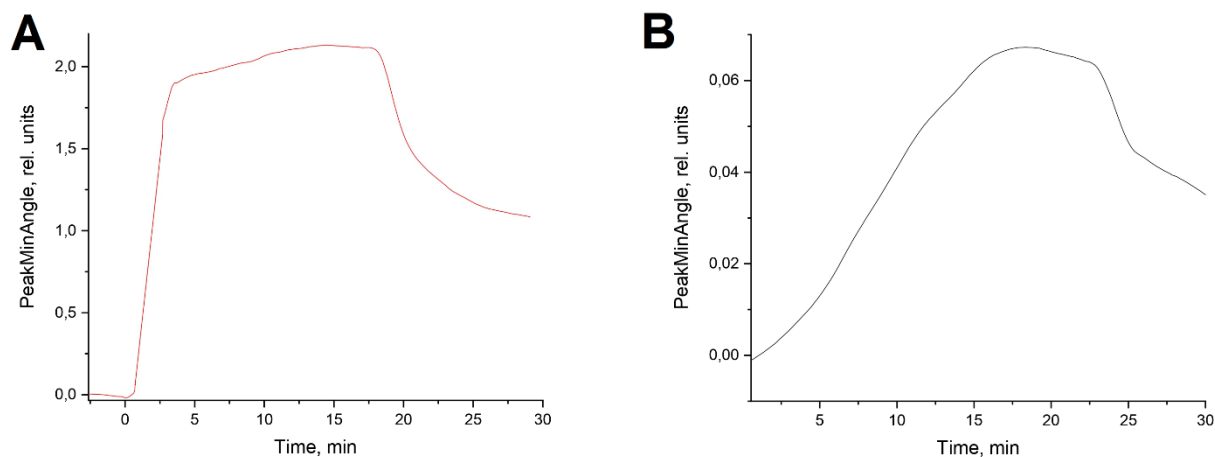 A
PeakMinAngle, rel. units
2,0
1,5
1,0
0,5
0,0
0 5 10 15 20 25 30
Time, min
B
PeakMinAngle, rel. units
0,06
0,04
0,02
0,00
5 10 15 20 25 30
Time, min